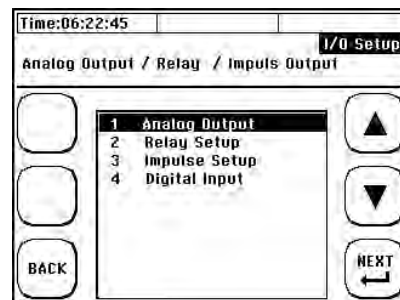 Time:06:22:45
I/O Setup
Analog Output / Relay / Impuls Output
1 Analog Output
2 Relay Setup
3 Impulse Setup
4 Digital Input
BACK
NEXT